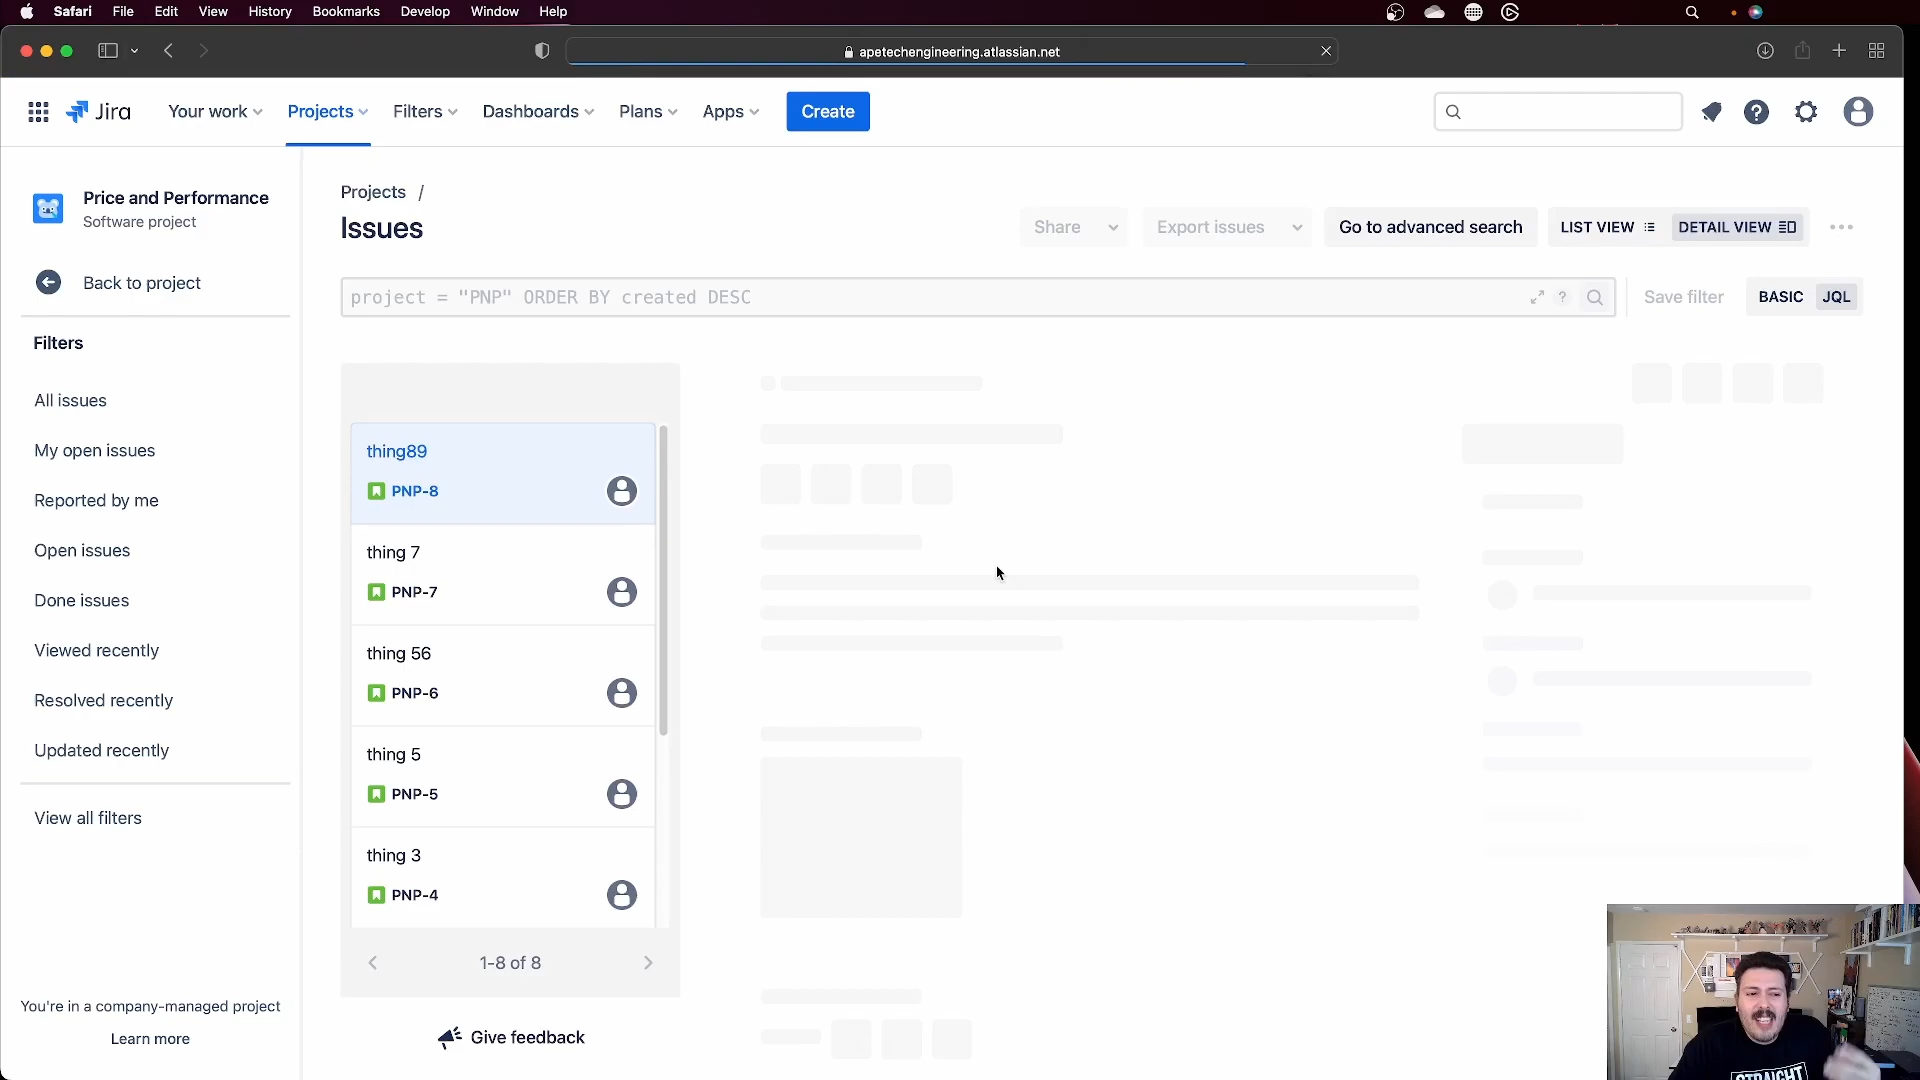 Safari File Edit View History Bookmarks Develop Window Help
apetechengineering.atlassian.net
Jira Your work Projects Filters Dashboards Plans Apps Create
Price and Performance
Software project
Back to project
Filters
All issues
My open issues
Reported by me
Open issues
Done issues
Viewed recently
Resolved recently
Updated recently
View all filters
You're in a company-managed project
Learn more
Projects /
Issues
Share Export issues Go to advanced search LIST VIEW DETAIL VIEW
project = "PNP" ORDER BY created DESC ? Save filter BASIC JQL
thing89
PNP-8
thing 7
PNP-7
thing 56
PNP-6
thing 5
PNP-5
thing 3
PNP-4
1-8 of 8
Give feedback
STRAIGHT